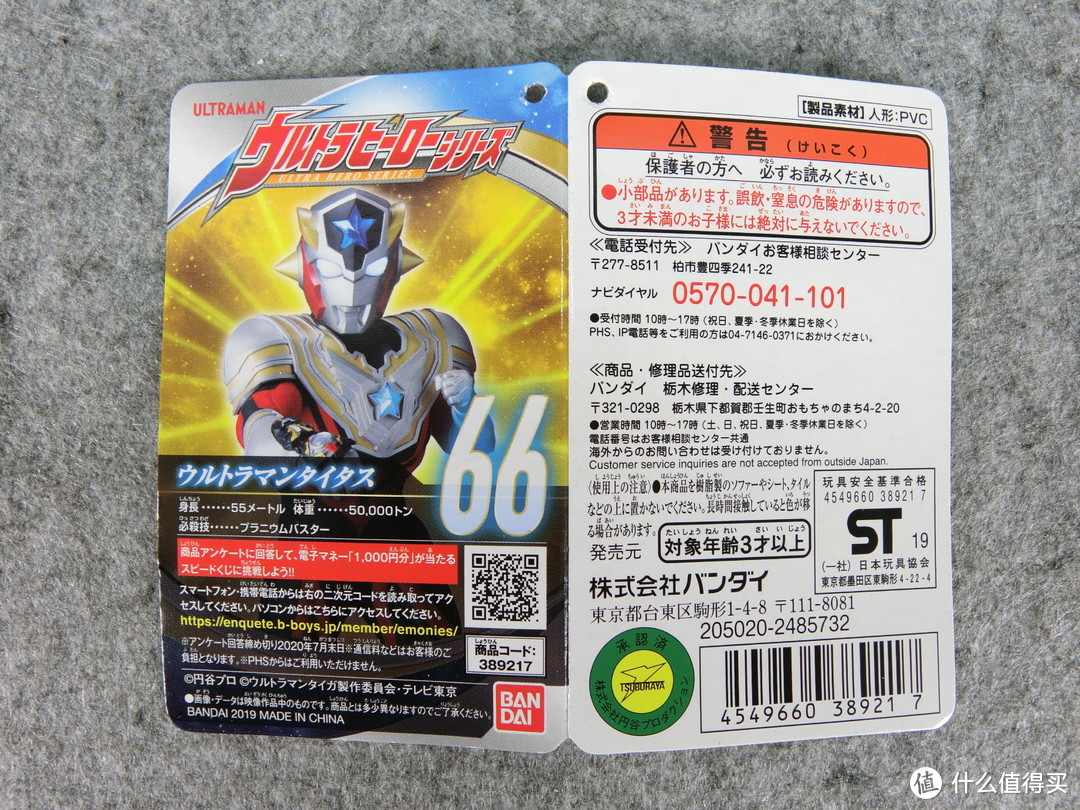 ULTRAMAN
ウルトラヒーローシリーズ
ULTRA HERO SERIES
66
ウルトラマンタイタス
身長……55メートル 体重……50,000トン
必殺技……プラニウムバスター
商品アンケートに回答して、電子マネー「1,000円分」が当たる
スピードくじに挑戦しよう!!
スマートフォン・携帯電話からは右の二次元コードを読み取ってアク
セスしてください。パソコンからはこちらにアクセスしてください。
https://enquete.b-boys.jp/member/emonies/
※アンケート回答締め切り2020年7月末日※通信料などはお客様のご
負担となります。※PHSからはご利用いただけません。
商品コード:
389217
©円谷プロ ©ウルトラマンタイガ製作委員会・テレビ東京
●画像・データは映像作品中のものです。商品とは多少異なりますのでご了承ください。
BANDAI 2019 MADE IN CHINA
BAN
DAI
[製品素材] 人形:PVC
警告 (けいこく)
保護者の方へ 必ずお読みください。
●小部品があります。誤飲・窒息の危険がありますので、
3才未満のお子様には絶対に与えないでください。
≪電話受付先≫ バンダイお客様相談センター
〒277-8511 柏市豊四季241-22
ナビダイヤル 0570-041-101
●受付時間 10時〜17時 (祝日、夏季・冬季休業日を除く)
PHS、IP電話等をご利用の方は04-7146-0371におかけください。
≪商品・修理品送付先≫
バンダイ 栃木修理・配送センター
〒321-0298 栃木県下都賀郡壬生町おもちゃのまち4-2-20
●営業時間 10時〜17時 (土、日、祝日、夏季・冬季休業日を除く)
電話番号はお客様相談センター共通
海外からのお問い合わせは受け付けておりません。
Customer service inquiries are not accepted from outside Japan.
〈使用上の注意〉●本商品を樹脂製のソファーやシート、タイル
などの上に置かないでください。長時間接触していると色が移
る場合があります。
対象年齢3才以上
発売元
株式会社バンダイ
東京都台東区駒形1-4-8 〒111-8081
205020-2485732
玩具安全基準合格
4549660 38921 7
ST 19
(一社) 日本玩具協会
東京都墨田区東駒形4-22-4
承認済
TSUBURAYA
株式会社円谷プロダクション
4549660 38921 7
值 什么值得买